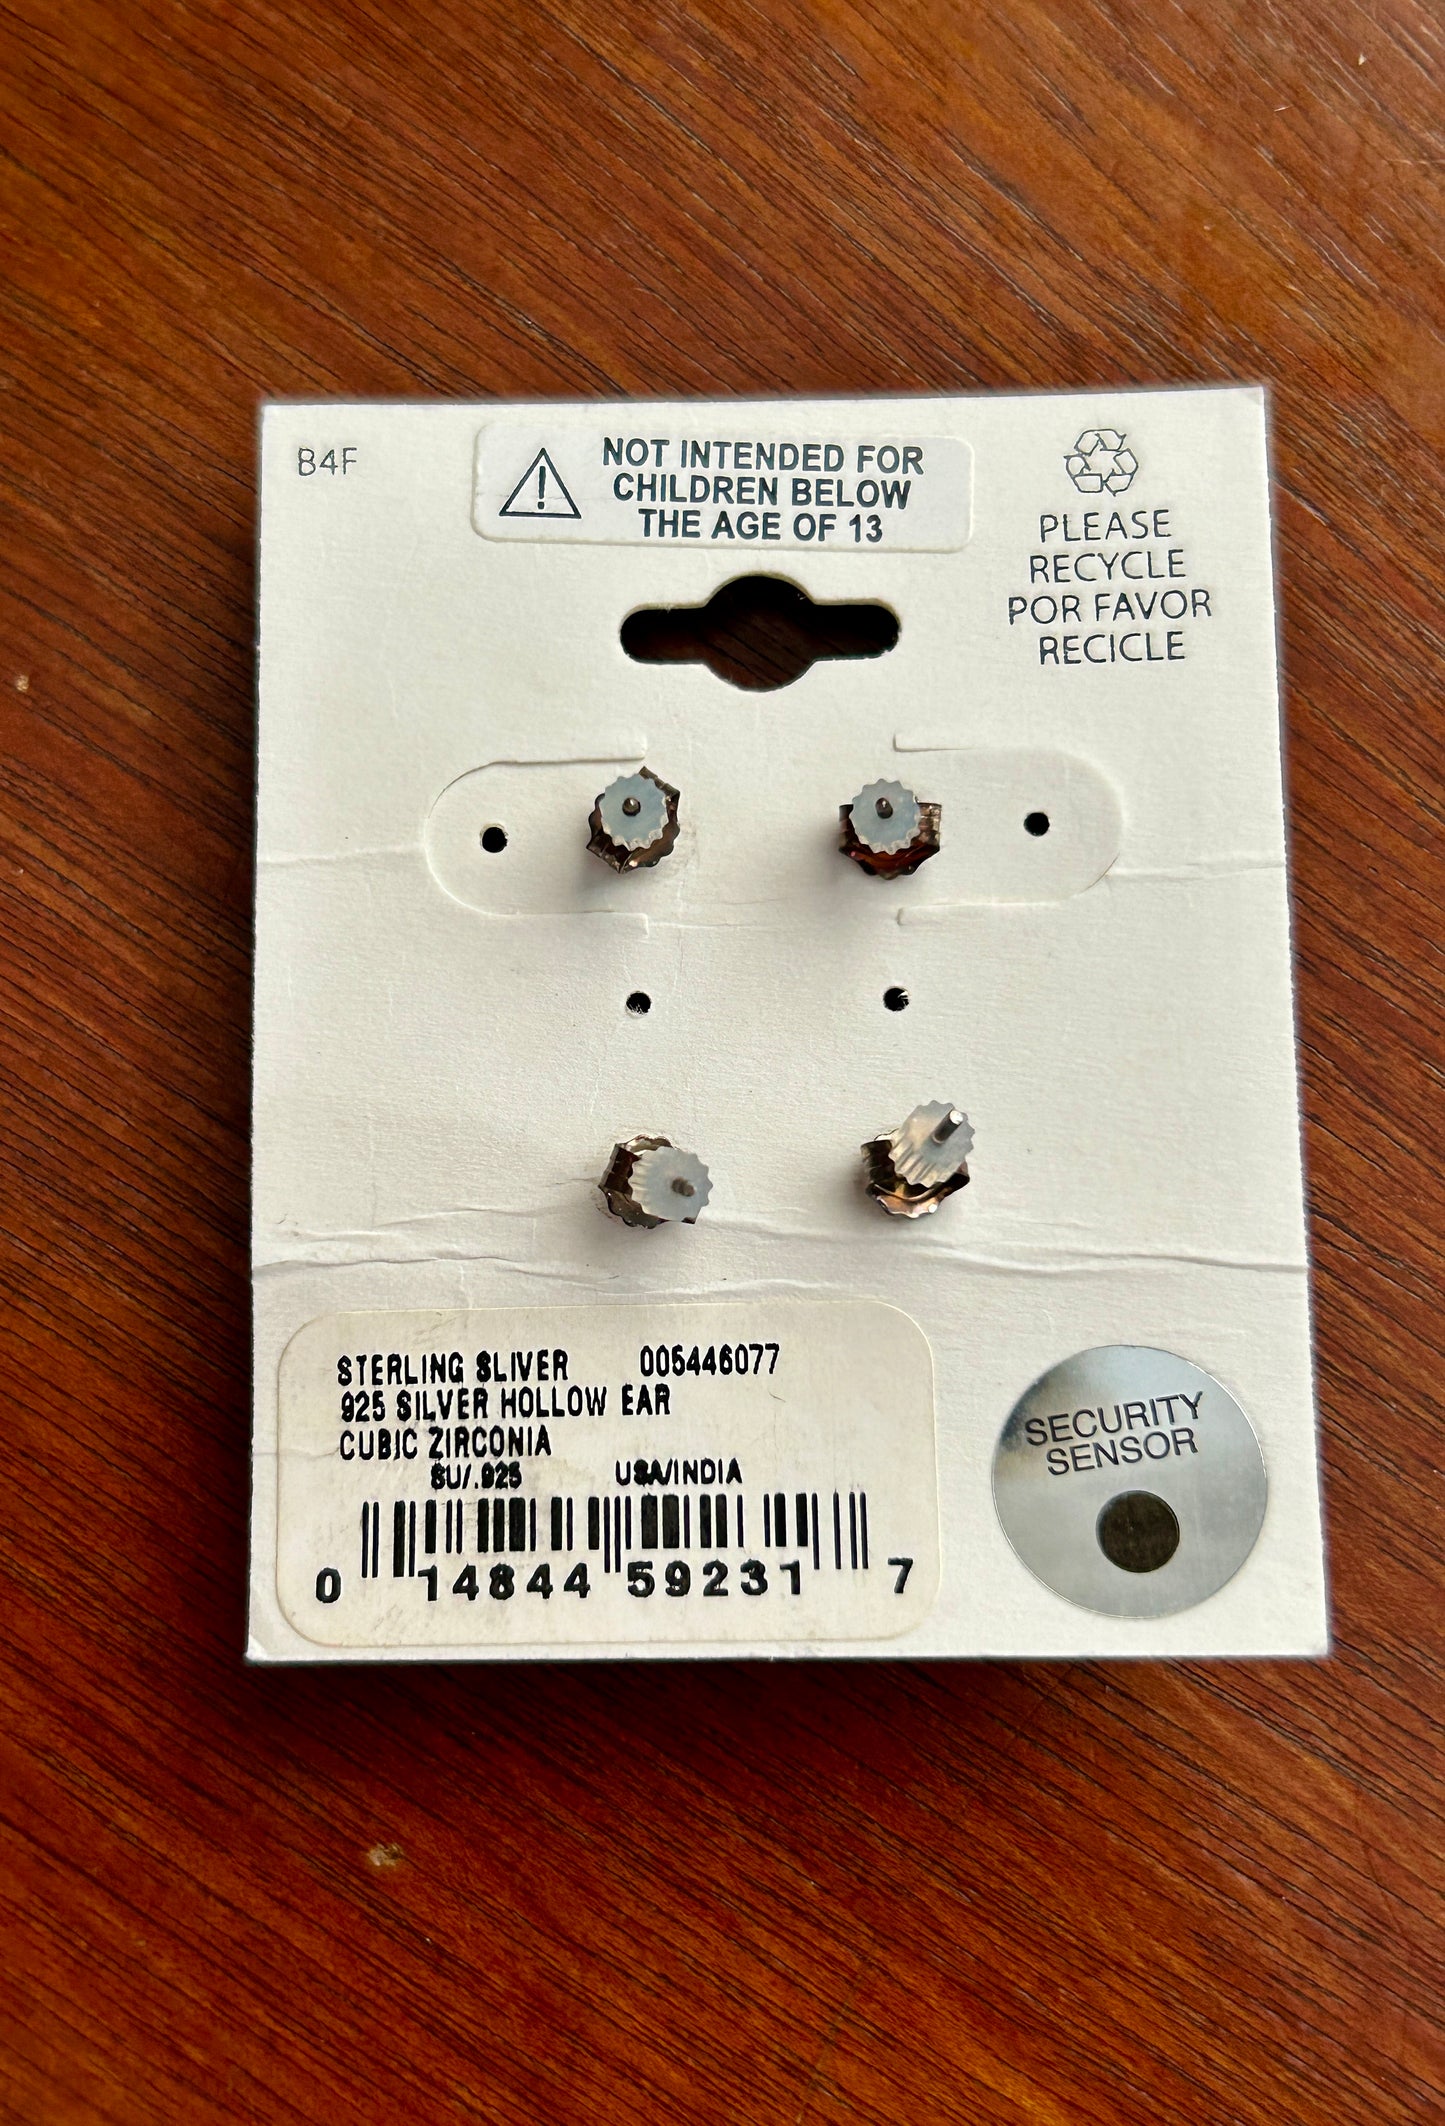 B4F
NOT INTENDED FOR
CHILDREN BELOW
THE AGE OF 13
PLEASE
RECYCLE
POR FAVOR
RECICLE
STERLING SLIVER 005446077
925 SILVER HOLLOW EAR
CUBIC ZIRCONIA
SU/.925 USA/INDIA
0 14844 59231 7
SECURITY
SENSOR